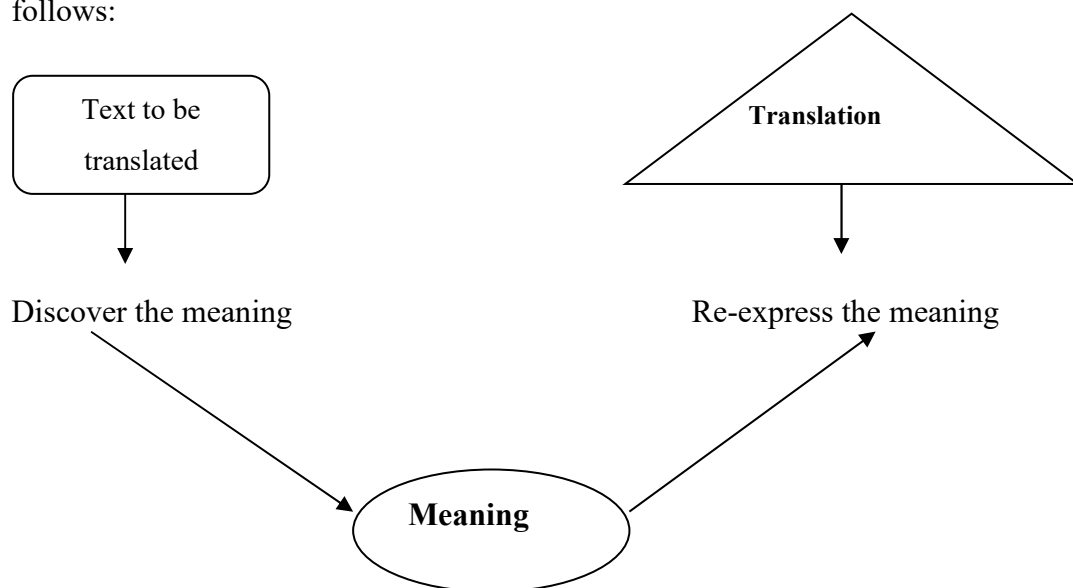 follows:
Text to be
translated
Translation
Discover the meaning
Re-express the meaning
Meaning